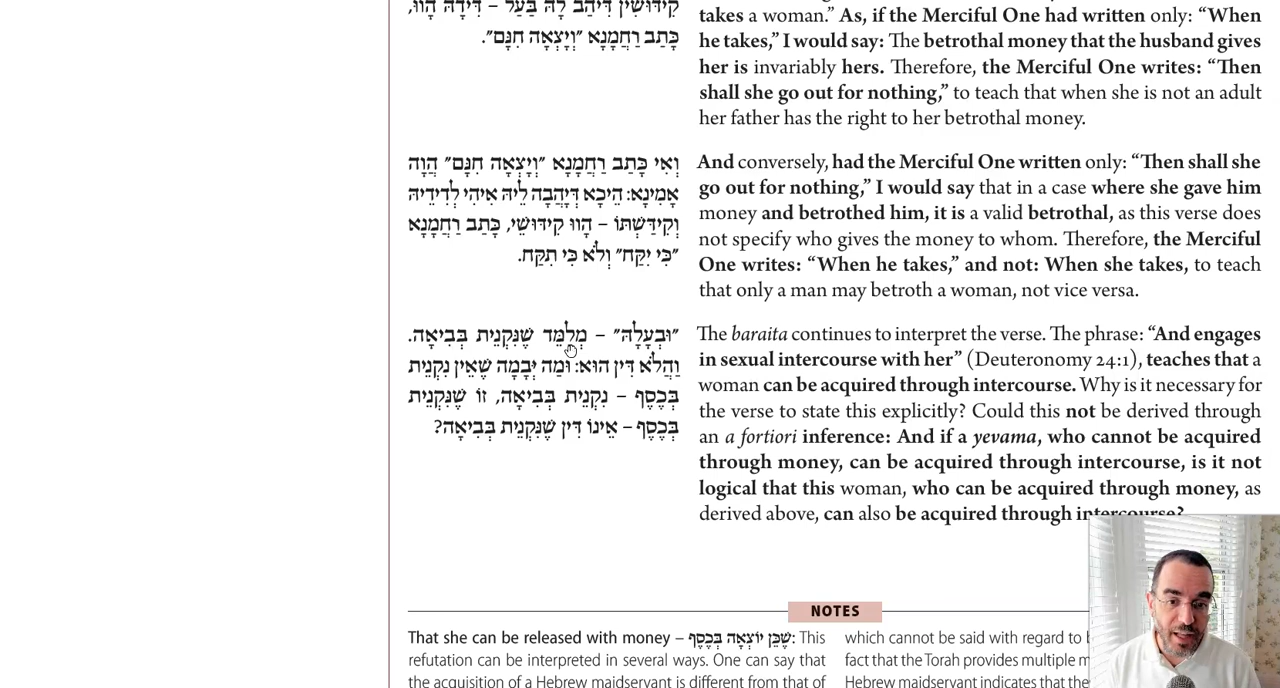 קִידּוּשִׁין דִּיהַב לָהּ בַּעַל – דִּידָהּ הָווּ,
כָּתַב רַחֲמָנָא ״וְיָצְאָה חִנָּם״.
וְאִי כָּתַב רַחֲמָנָא ״וְיָצְאָה חִנָּם״ הֲוָה
אָמִינָא: הֵיכָא דִּיהֲבָה לֵיהּ אִיהִי לְדִידֵיהּ
וְקִידַּשְׁתּוֹ – הָווּ קִידּוּשֵׁי, כָּתַב רַחֲמָנָא
״כִּי יִקַּח״ וְלֹא כִּי תִקַּח.
״וּבְעָלָהּ״ – מְלַמֵּד שֶׁנִּקְנֵית בְּבִיאָה.
וַהֲלֹא דִּין הוּא: וּמַה יְּבָמָה שֶׁאֵין נִקְנֵית
בְּכֶסֶף – נִקְנֵית בְּבִיאָה, זוֹ שֶׁנִּקְנֵית
בְּכֶסֶף – אֵינוֹ דִּין שֶׁנִּקְנֵית בְּבִיאָה?
takes a woman.” As, if the Merciful One had written only: “When
he takes,” I would say: The betrothal money that the husband gives
her is invariably hers. Therefore, the Merciful One writes: “Then
shall she go out for nothing,” to teach that when she is not an adult
her father has the right to her betrothal money.
And conversely, had the Merciful One written only: “Then shall she
go out for nothing,” I would say that in a case where she gave him
money and betrothed him, it is a valid betrothal, as this verse does
not specify who gives the money to whom. Therefore, the Merciful
One writes: “When he takes,” and not: When she takes, to teach
that only a man may betroth a woman, not vice versa.
The baraita continues to interpret the verse. The phrase: “And engages
in sexual intercourse with her” (Deuteronomy 24:1), teaches that a
woman can be acquired through intercourse. Why is it necessary for
the verse to state this explicitly? Could this not be derived through
an a fortiori inference: And if a yevama, who cannot be acquired
through money, can be acquired through intercourse, is it not
logical that this woman, who can be acquired through money, as
derived above, can also be acquired through intercourse?
NOTES
That she can be released with money – שֶׁכֵּן יוֹצְאָה בְּכֶסֶף: This
refutation can be interpreted in several ways. One can say that
the acquisition of a Hebrew maidservant is different from that of
which cannot be said with regard to
fact that the Torah provides multiple
Hebrew maidservant indicates that